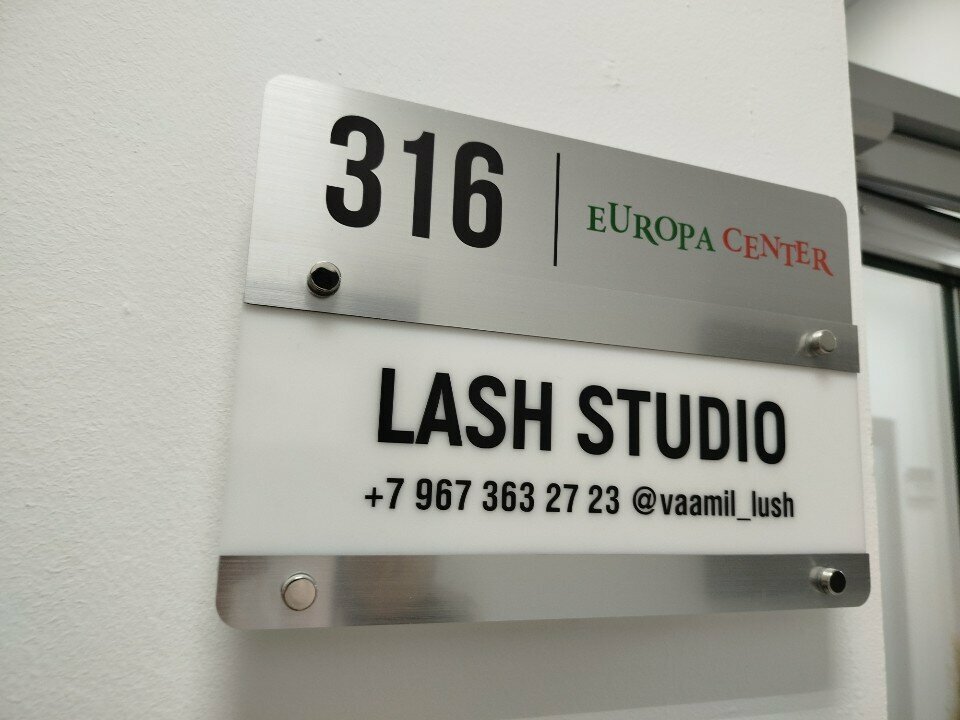 316 | EUROPA CENTER
LASH STUDIO
+7 967 363 27 23 @vaamil_lush